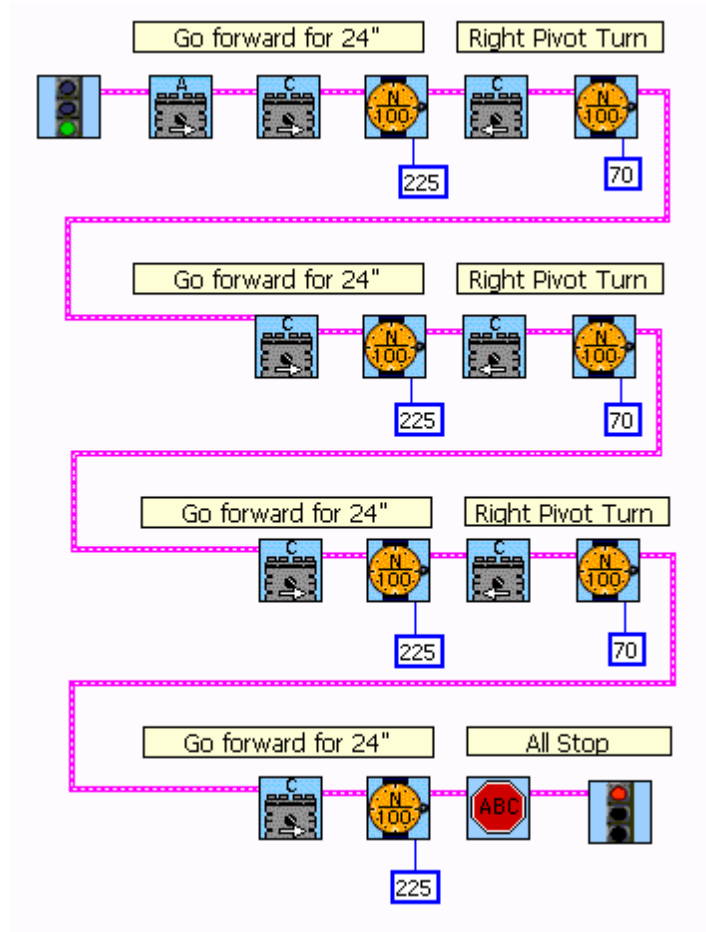 Go forward for 24" Right Pivot Turn
A C N/100 C N/100
225 70
Go forward for 24" Right Pivot Turn
C N/100 C N/100
225 70
Go forward for 24" Right Pivot Turn
C N/100 C N/100
225 70
Go forward for 24" All Stop
C N/100 ABC
225